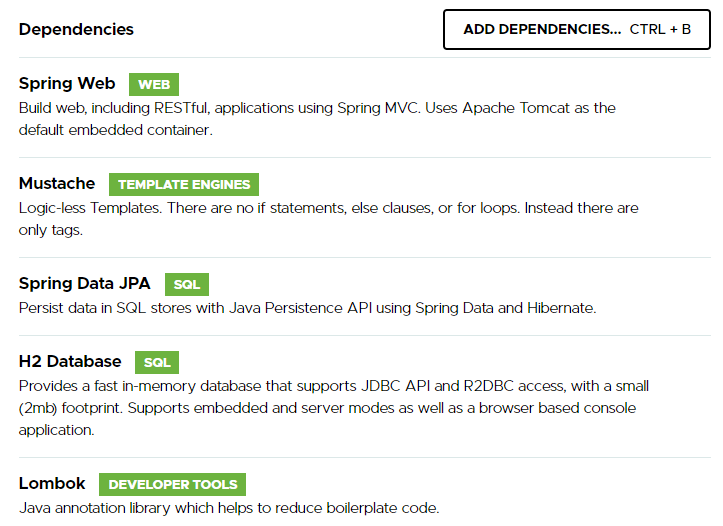 Dependencies
ADD DEPENDENCIES... CTRL + B
Spring Web WEB
Build web, including RESTful, applications using Spring MVC. Uses Apache Tomcat as the
default embedded container.
Mustache TEMPLATE ENGINES
Logic-less Templates. There are no if statements, else clauses, or for loops. Instead there are
only tags.
Spring Data JPA SQL
Persist data in SQL stores with Java Persistence API using Spring Data and Hibernate.
H2 Database SQL
Provides a fast in-memory database that supports JDBC API and R2DBC access, with a small
(2mb) footprint. Supports embedded and server modes as well as a browser based console
application.
Lombok DEVELOPER TOOLS
Java annotation library which helps to reduce boilerplate code.